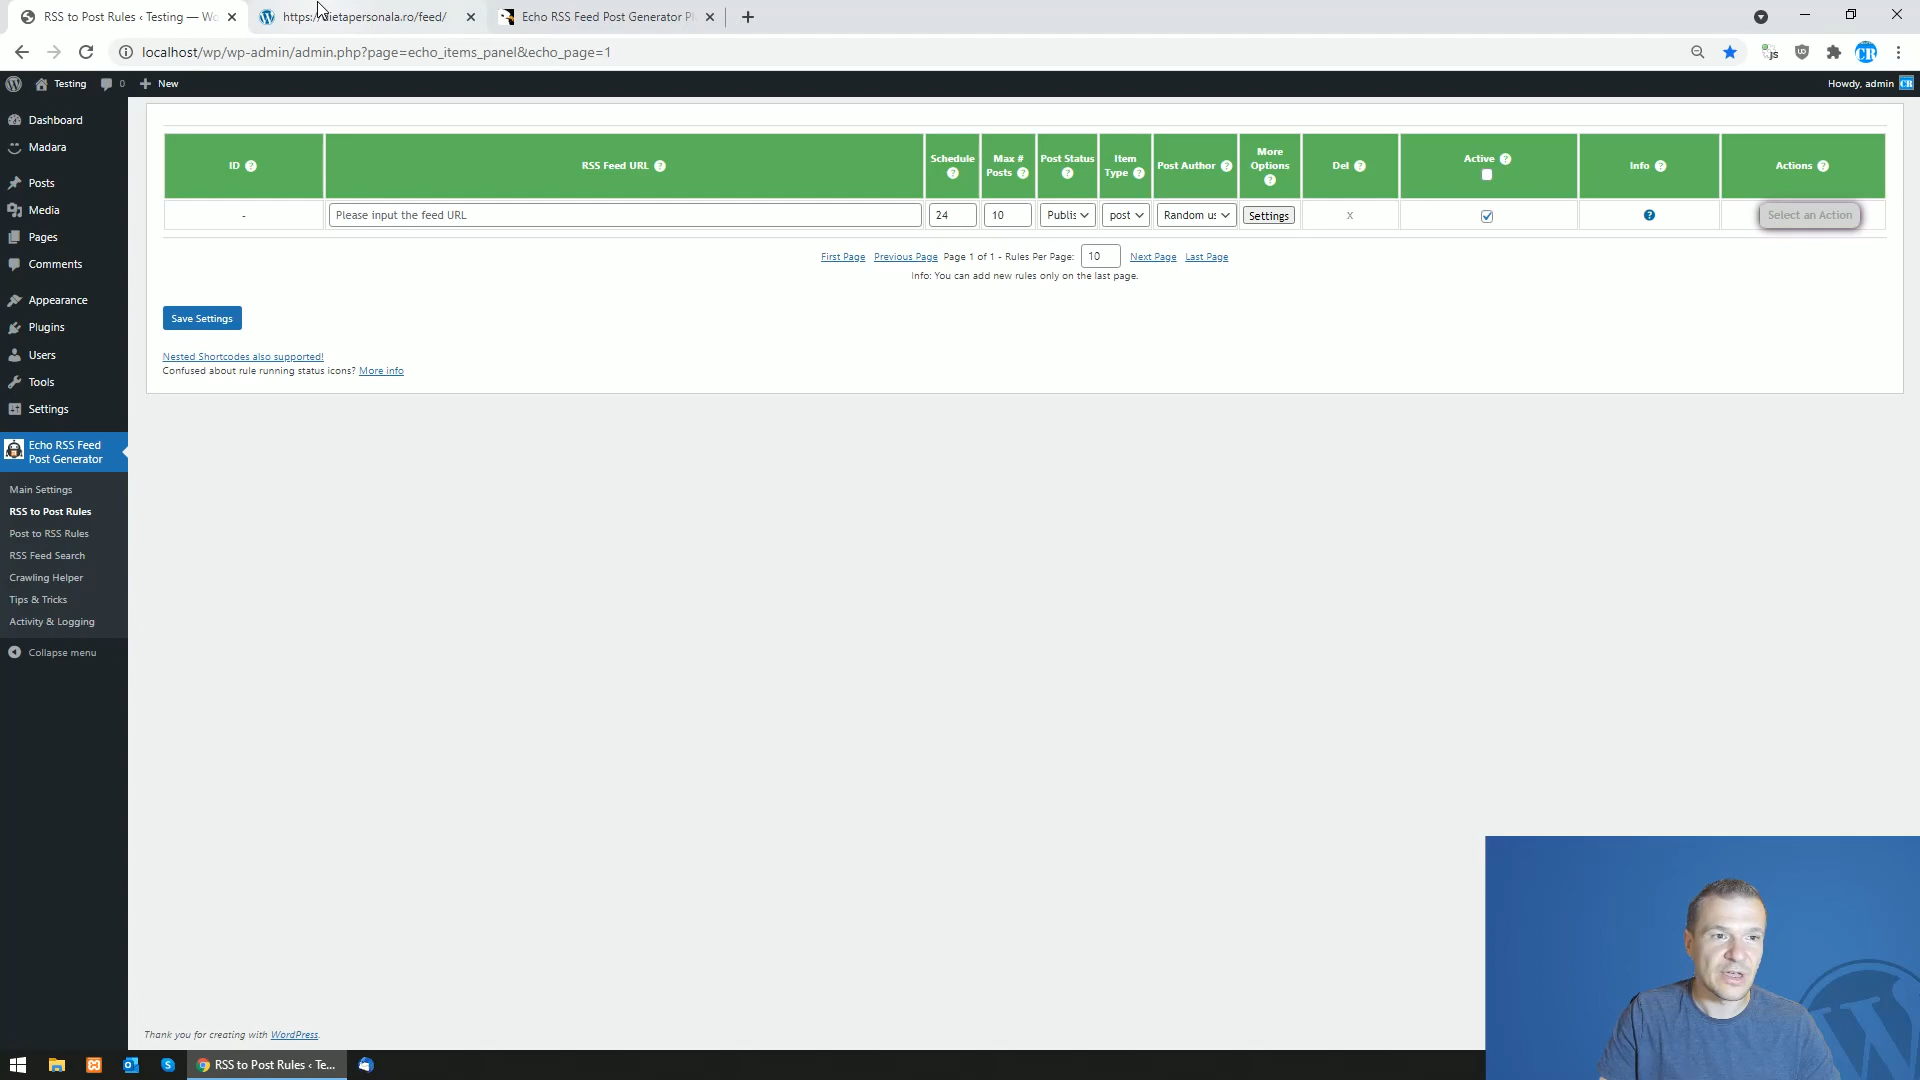 RSS to Post Rules ‹ Testing — Wo
https://dietapersonala.ro/feed/
Echo RSS Feed Post Generator Pl
localhost/wp/wp-admin/admin.php?page=echo_items_panel&echo_page=1
Testing
0
New
Howdy, admin
Dashboard
Madara
Posts
Media
Pages
Comments
Appearance
Plugins
Users
Tools
Settings
Echo RSS Feed
Post Generator
Main Settings
RSS to Post Rules
Post to RSS Rules
RSS Feed Search
Crawling Helper
Tips & Tricks
Activity & Logging
Collapse menu
ID
RSS Feed URL
Schedule
Max #
Posts
Post Status
Item
Type
Post Author
More
Options
Del
Active
Info
Actions
-
Please input the feed URL
24
10
Publis
post
Random us
Settings
X
Select an Action
First Page Previous Page Page 1 of 1 - Rules Per Page: 10 Next Page Last Page
Info: You can add new rules only on the last page.
Save Settings
Nested Shortcodes also supported!
Confused about rule running status icons? More info
Thank you for creating with WordPress.
RSS to Post Rules ‹ Te...